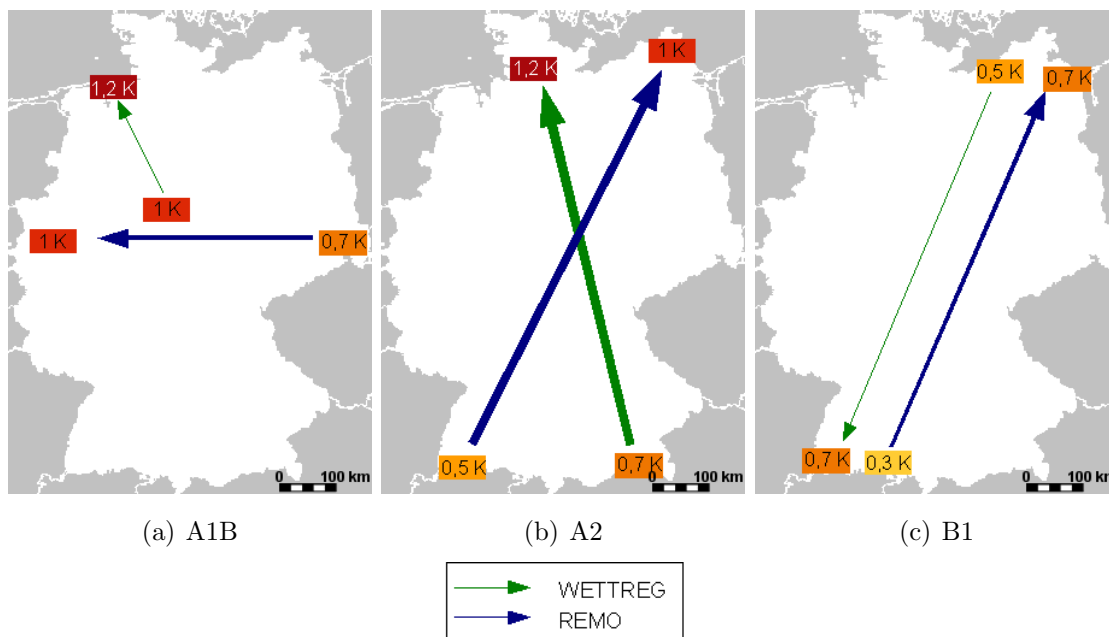 1,2 K
1 K
1 K
0,7 K
0 100 km
(a) A1B
1,2 K
1 K
0,5 K
0,7 K
0 100 km
(b) A2
0,5 K
0,7 K
0,7 K
0,3 K
0 100 km
(c) B1
WETTREG
REMO